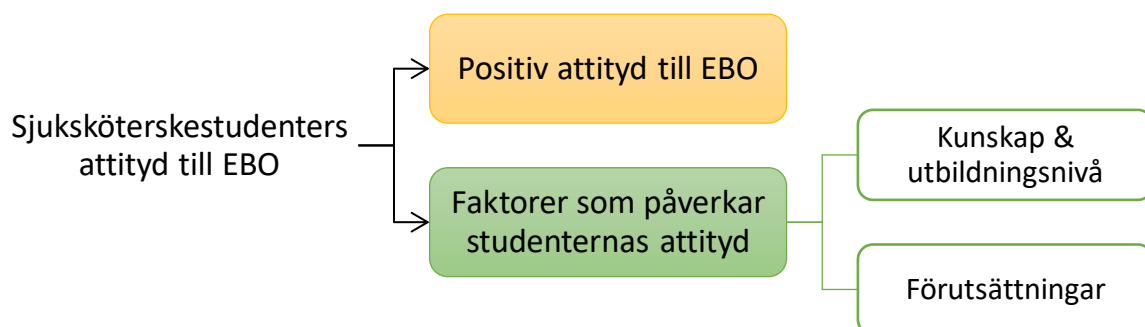 Sjuksköterskestudenters
attityd till EBO
Positiv attityd till EBO
Faktorer som påverkar
studenternas attityd
Kunskap &
utbildningsnivå
Förutsättningar